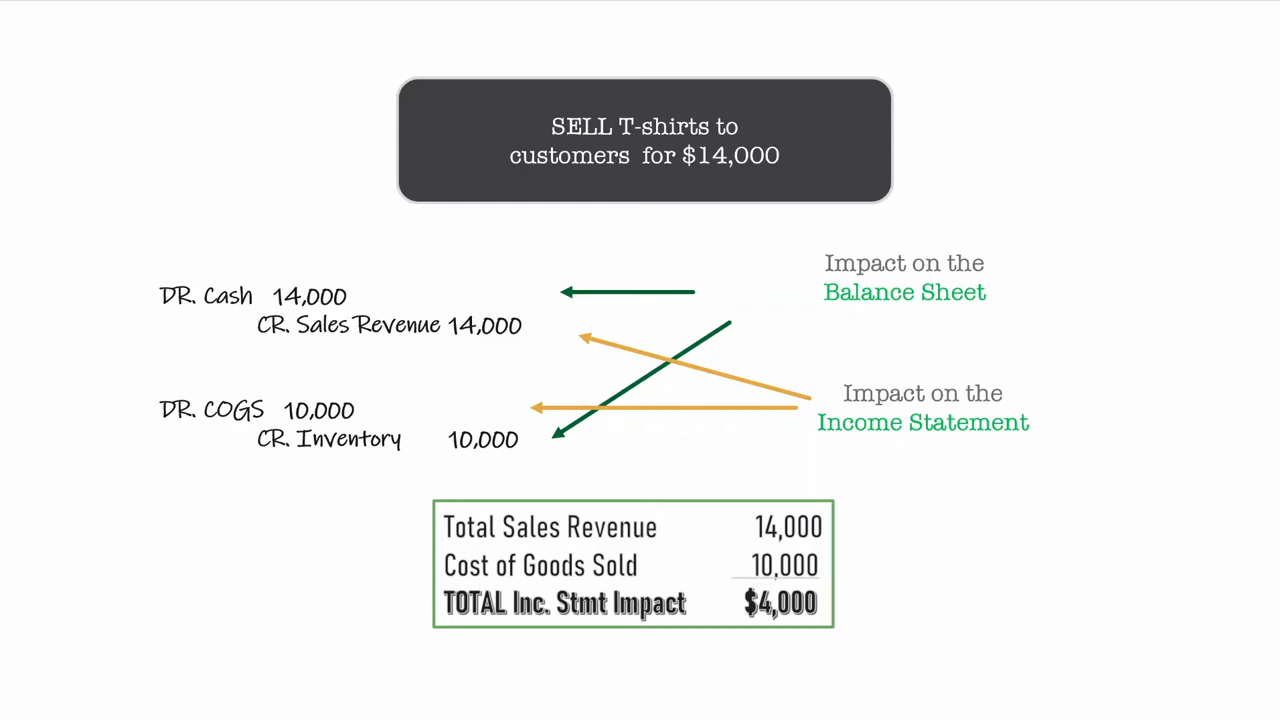 SELL T-shirts to
customers for $14,000
Impact on the
Balance Sheet
DR. Cash 14,000
CR. Sales Revenue 14,000
Impact on the
Income Statement
DR. COGS 10,000
CR. Inventory 10,000
Total Sales Revenue 14,000
Cost of Goods Sold 10,000
TOTAL Inc. Stmt Impact $4,000